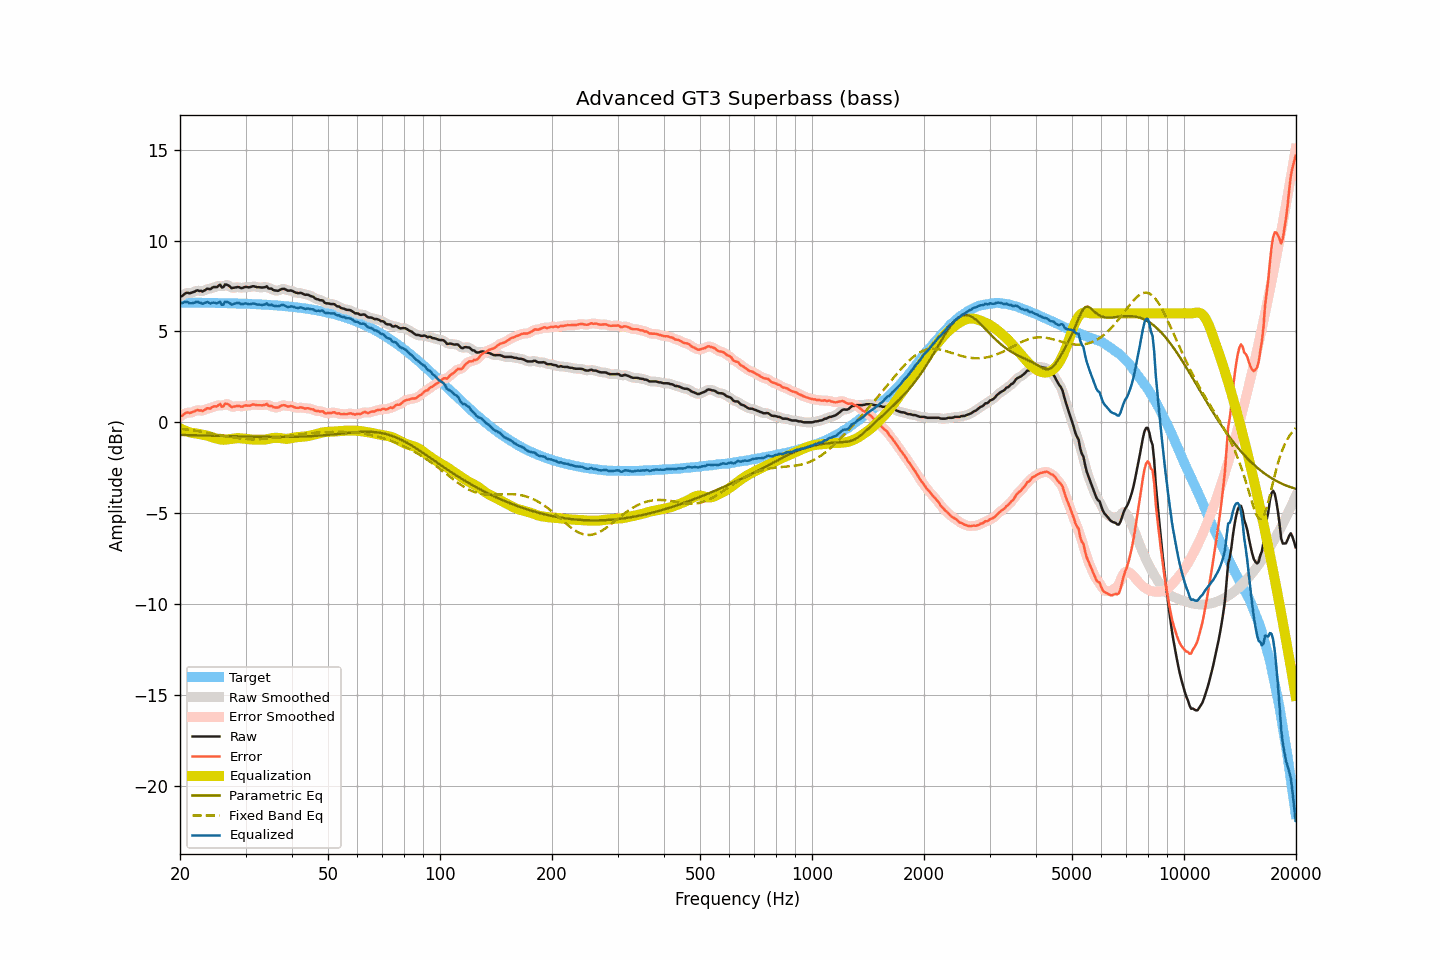 Advanced GT3 Superbass (bass)
Amplitude (dBr)
15
10
5
0
−5
−10
−15
−20
Target
Raw Smoothed
Error Smoothed
Raw
Error
Equalization
Parametric Eq
Fixed Band Eq
Equalized
20 50 100 200 500 1000 2000 5000 10000 20000
Frequency (Hz)